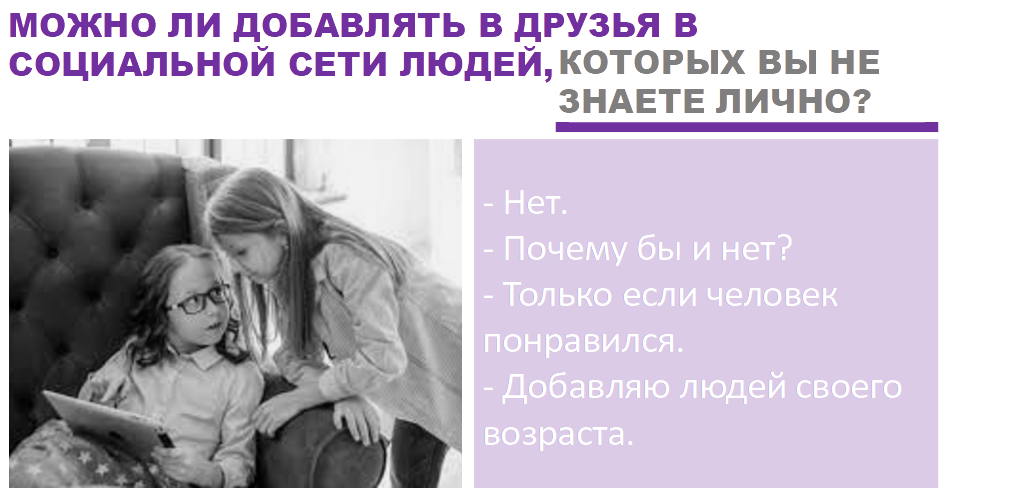 МОЖНО ЛИ ДОБАВЛЯТЬ В ДРУЗЬЯ В
СОЦИАЛЬНОЙ СЕТИ ЛЮДЕЙ,
КОТОРЫХ ВЫ НЕ
ЗНАЕТЕ ЛИЧНО?
- Нет.
- Почему бы и нет?
- Только если человек
понравился.
- Добавляю людей своего
возраста.